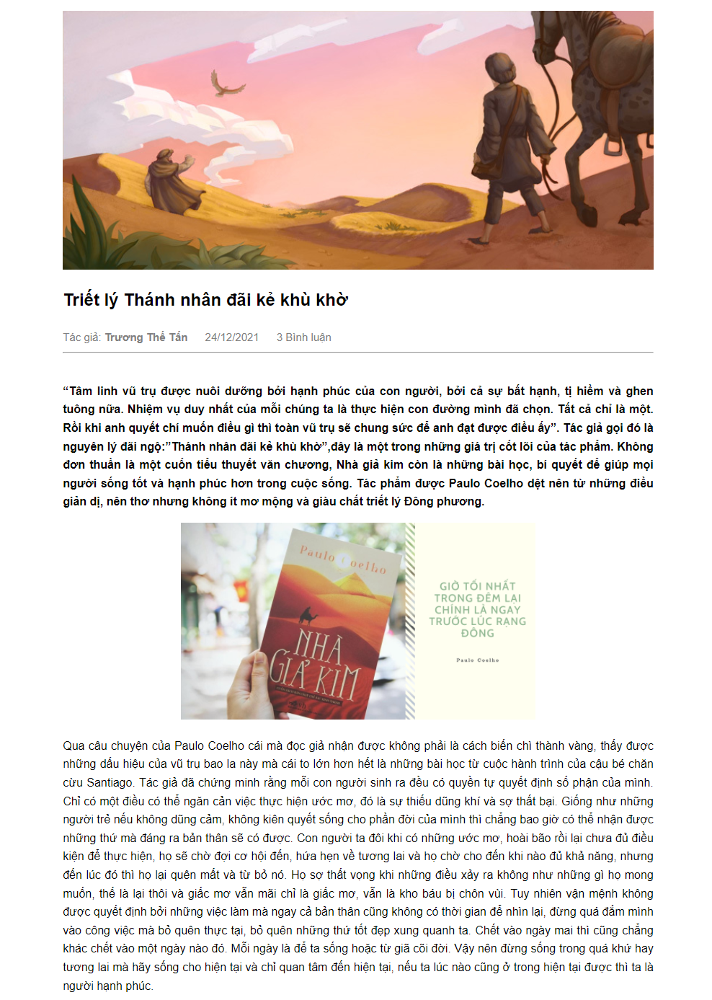 Triết lý Thánh nhân đãi kẻ khù khờ
Tác giả: Trương Thế Tấn 24/12/2021 3 Bình luận
“Tâm linh vũ trụ được nuôi dưỡng bởi hạnh phúc của con người, bởi cả sự bất hạnh, tị hiềm và ghen
tuông nữa. Nhiệm vụ duy nhất của mỗi chúng ta là thực hiện con đường mình đã chọn. Tất cả chỉ là một.
Rồi khi anh quyết chí muốn điều gì thì toàn vũ trụ sẽ chung sức để anh đạt được điều ấy”. Tác giả gọi đó là
nguyên lý đãi ngộ:”Thánh nhân đãi kẻ khù khờ”,đây là một trong những giá trị cốt lõi của tác phẩm. Không
đơn thuần là một cuốn tiểu thuyết văn chương, Nhà giả kim còn là những bài học, bí quyết để giúp mọi
người sống tốt và hạnh phúc hơn trong cuộc sống. Tác phẩm được Paulo Coelho dệt nên từ những điều
giản dị, nên thơ nhưng không ít mơ mộng và giàu chất triết lý Đông phương.
Paulo Coelho
NHÀ
GIẢ KIM
GIỜ TỐI NHẤT
TRONG ĐÊM LẠI
CHÍNH LÀ NGAY
TRƯỚC LÚC RẠNG
ĐÔNG
Paulo Coelho
Qua câu chuyện của Paulo Coelho cái mà đọc giả nhận được không phải là cách biến chì thành vàng, thấy được
những dấu hiệu của vũ trụ bao la này mà cái to lớn hơn hết là những bài học từ cuộc hành trình của cậu bé chăn
cừu Santiago. Tác giả đã chứng minh rằng mỗi con người sinh ra đều có quyền tự quyết định số phận của mình.
Chỉ có một điều có thể ngăn cản việc thực hiện ước mơ, đó là sự thiếu dũng khí và sợ thất bại. Giống như những
người trẻ nếu không dũng cảm, không kiên quyết sống cho phần đời của mình thì chẳng bao giờ có thể nhận được
những thứ mà đáng ra bản thân sẽ có được. Con người ta đôi khi có những ước mơ, hoài bão rồi lại chưa đủ điều
kiện để thực hiện, họ sẽ chờ đợi cơ hội đến, hứa hẹn về tương lai và họ chờ cho đến khi nào đủ khả năng, nhưng
đến lúc đó thì họ lại quên mất và từ bỏ nó. Họ sợ thất vọng khi những điều xảy ra không như những gì họ mong
muốn, thế là lại thôi và giấc mơ vẫn mãi chỉ là giấc mơ, vẫn là kho báu bị chôn vùi. Tuy nhiên vận mệnh không
được quyết định bởi những việc làm mà ngay cả bản thân cũng không có thời gian để nhìn lại, đừng quá đắm mình
vào công việc mà bỏ quên thực tại, bỏ quên những thứ tốt đẹp xung quanh ta. Chết vào ngày mai thì cũng chẳng
khác chết vào một ngày nào đó. Mỗi ngày là để ta sống hoặc từ giã cõi đời. Vậy nên đừng sống trong quá khứ hay
tương lai mà hãy sống cho hiện tại và chỉ quan tâm đến hiện tại, nếu ta lúc nào cũng ở trong hiện tại được thì ta là
người hạnh phúc.